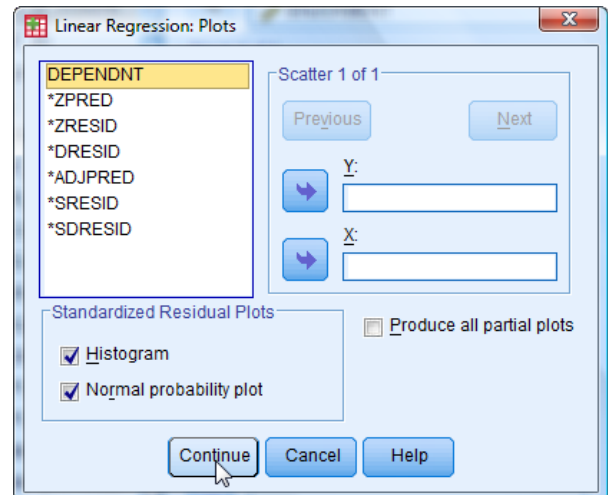 Linear Regression: Plots
DEPENDNT
*ZPRED
*ZRESID
*DRESID
*ADJPRED
*SRESID
*SDRESID
Scatter 1 of 1
Previous
Next
Y:
X:
Standardized Residual Plots
Histogram
Normal probability plot
Produce all partial plots
Continue
Cancel
Help